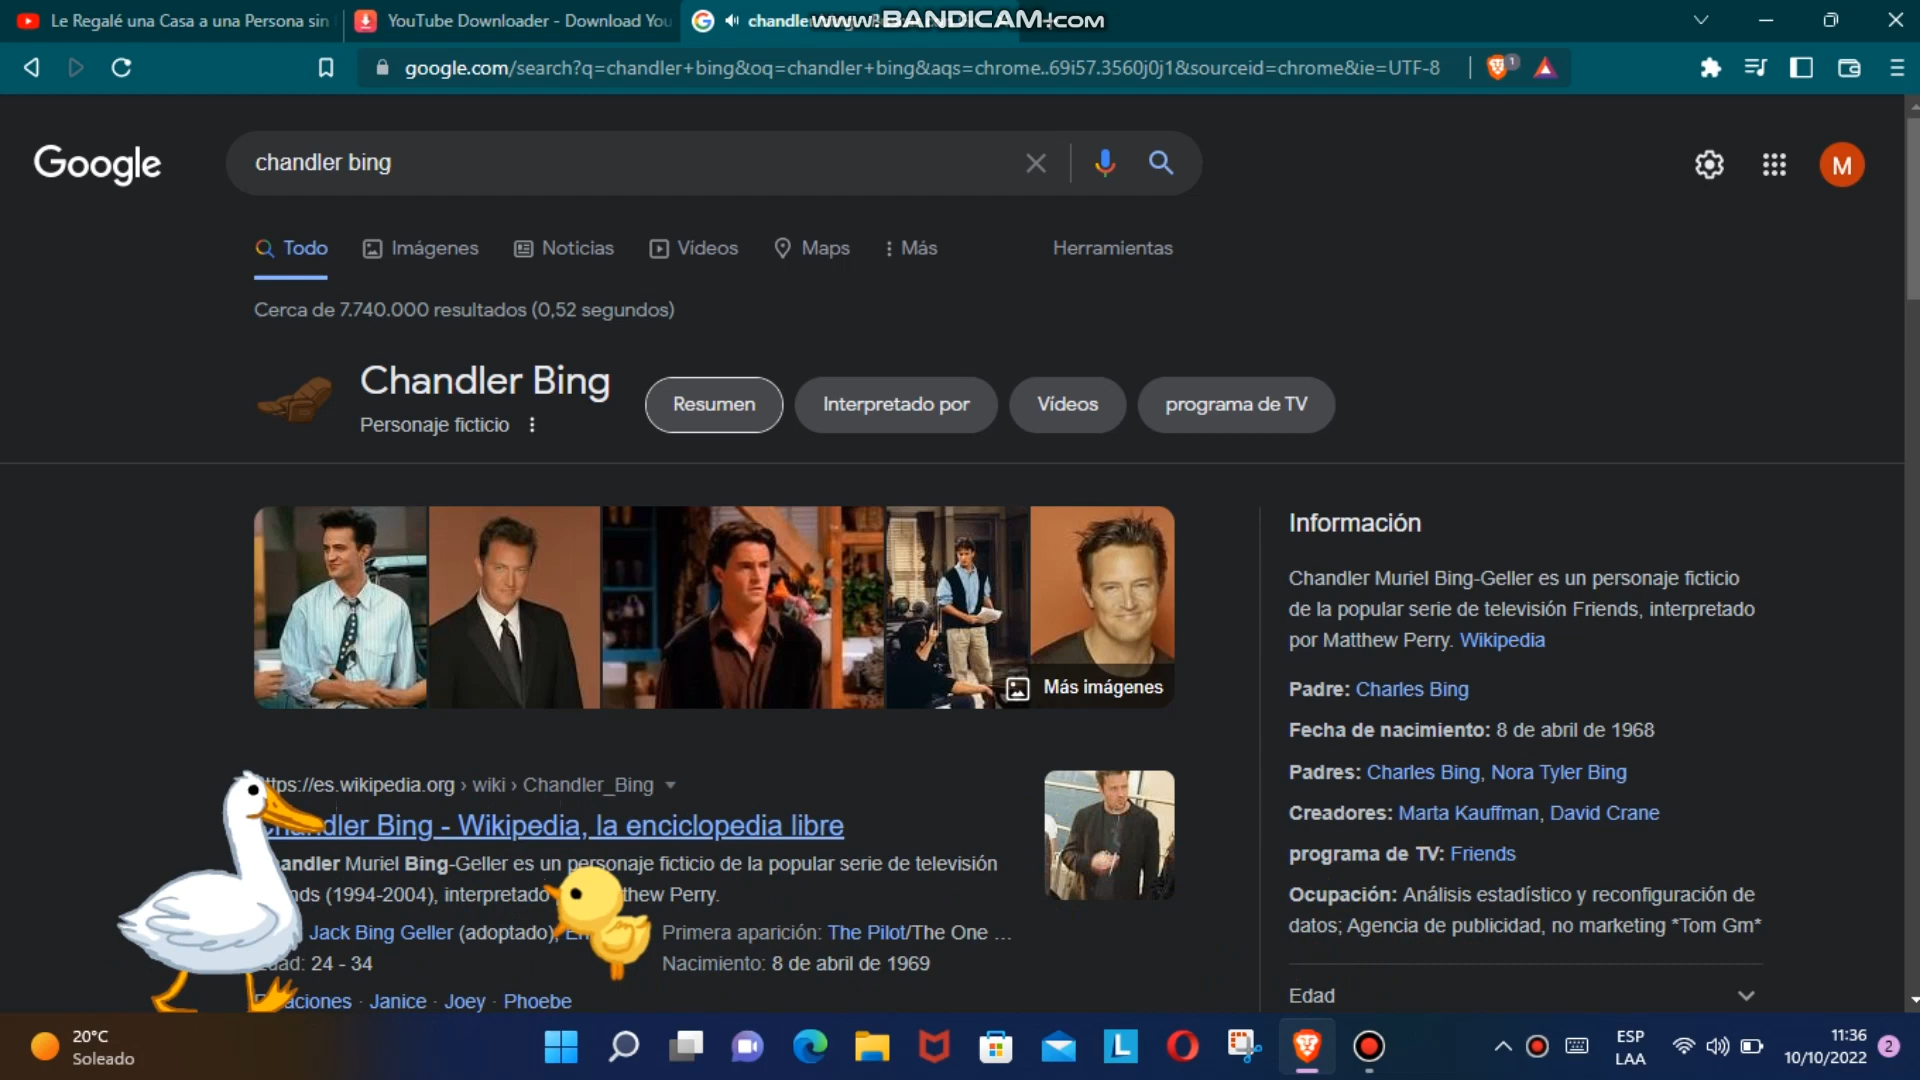 Le Regalé una Casa a una Persona sin
YouTube Downloader - Download You
chandle
www.BANDICAM.com
google.com/search?q=chandler+bing&oq=chandler+bing&aqs=chrome..69i57.3560j0j1&sourceid=chrome&ie=UTF-8
1
Google
chandler bing
M
Todo
Imágenes
Noticias
Vídeos
Maps
Más
Herramientas
Cerca de 7.740.000 resultados (0,52 segundos)
Chandler Bing
Personaje ficticio
Resumen
Interpretado por
Vídeos
programa de TV
Más imágenes
Información
Chandler Muriel Bing-Geller es un personaje ficticio
de la popular serie de televisión Friends, interpretado
por Matthew Perry. Wikipedia
Padre: Charles Bing
Fecha de nacimiento: 8 de abril de 1968
Padres: Charles Bing, Nora Tyler Bing
Creadores: Marta Kauffman, David Crane
programa de TV: Friends
Ocupación: Análisis estadístico y reconfiguración de
datos; Agencia de publicidad, no marketing *Tom Gm*
Edad
ttps://es.wikipedia.org › wiki › Chandler_Bing
Chandler Bing - Wikipedia, la enciclopedia libre
andler Muriel Bing-Geller es un personaje ficticio de la popular serie de televisión
nds (1994-2004), interpretado thew Perry.
Jack Bing Geller (adoptado), Primera aparición: The Pilot/The One ...
dad: 24 - 34
Nacimiento: 8 de abril de 1969
aciones · Janice · Joey · Phoebe
20°C
Soleado
L
ESP
LAA
11:36
10/10/2022
2